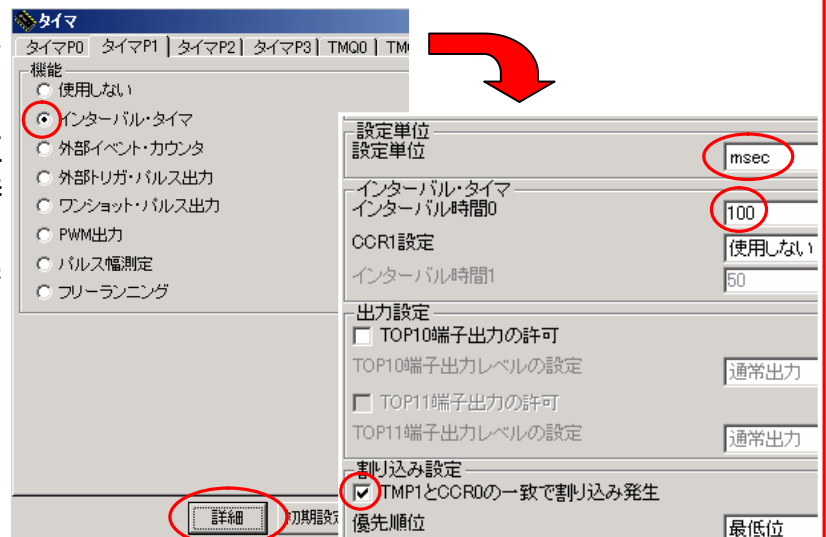 タイマ
タイマP0 タイマP1 タイマP2 タイマP3 TMQ0
機能
使用しない
インターバル・タイマ
外部イベント・カウンタ
外部トリガ・パルス出力
ワンショット・パルス出力
PWM出力
パルス幅測定
フリーランニング
詳細
設定単位
設定単位 msec
インターバル・タイマ
インターバル時間0 100
CCR1設定 使用しない
インターバル時間1 50
出力設定
TOP10端子出力の許可
TOP10端子出力レベルの設定 通常出力
TOP11端子出力の許可
TOP11端子出力レベルの設定 通常出力
割り込み設定
TMP1とCCR0の一致で割り込み発生
優先順位 最低位